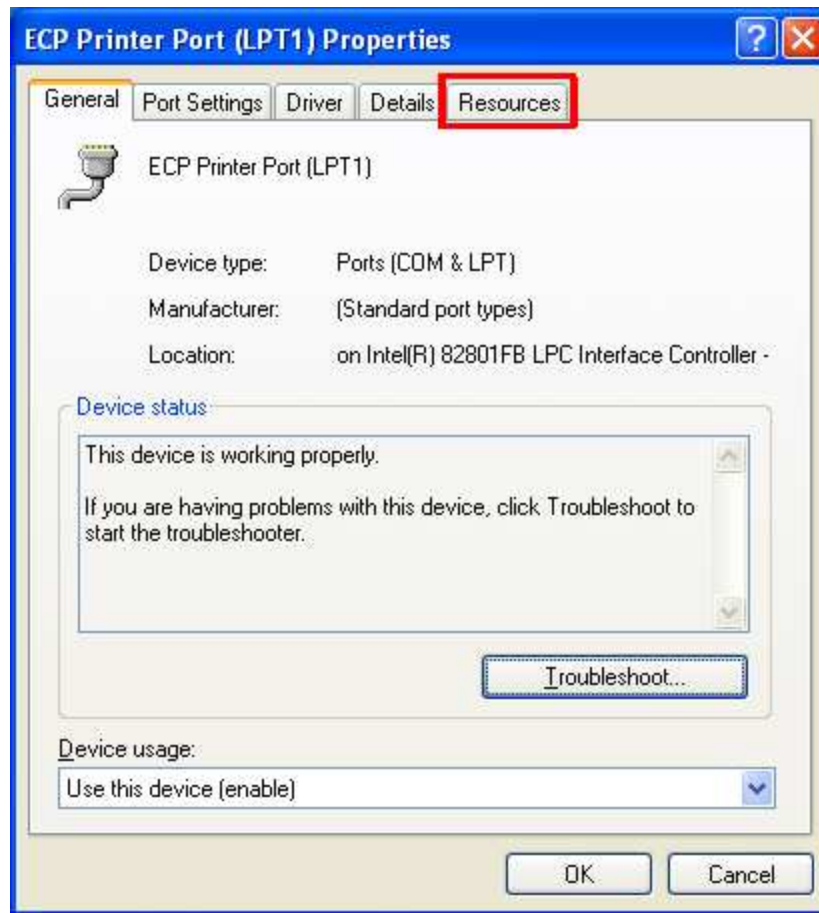 ECP Printer Port (LPT1) Properties
General Port Settings Driver Details Resources
ECP Printer Port (LPT1)
Device type: Ports (COM & LPT)
Manufacturer: (Standard port types)
Location: on Intel(R) 82801FB LPC Interface Controller -
Device status
This device is working properly.
If you are having problems with this device, click Troubleshoot to
start the troubleshooter.
Troubleshoot...
Device usage:
Use this device (enable)
OK Cancel